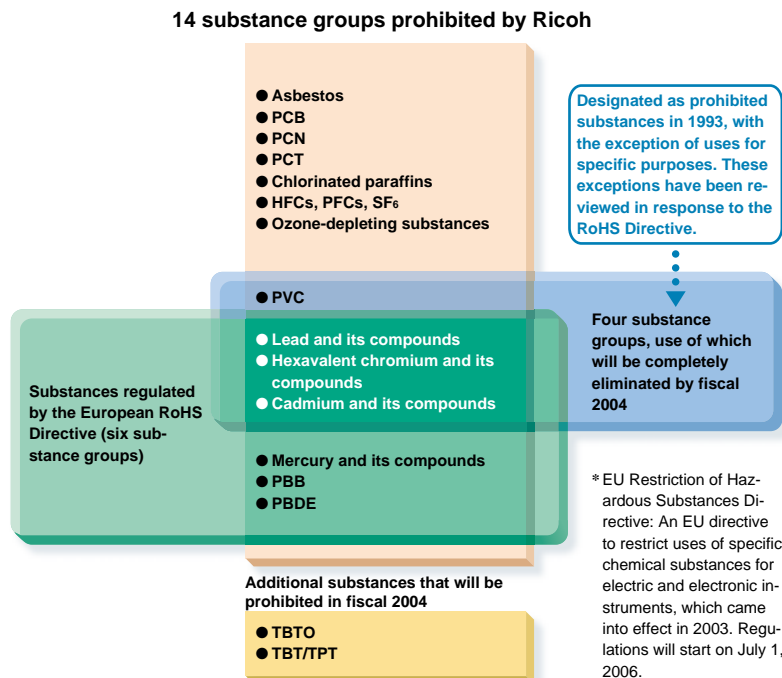 14 substance groups prohibited by Ricoh
● Asbestos
● PCB
● PCN
● PCT
● Chlorinated paraffins
● HFCs, PFCs, SF6
● Ozone-depleting substances
Designated as prohibited
substances in 1993, with
the exception of uses for
specific purposes. These
exceptions have been re-
viewed in response to the
RoHS Directive.
● PVC
● Lead and its compounds
● Hexavalent chromium and its
compounds
● Cadmium and its compounds
Four substance
groups, use of which
will be completely
eliminated by fiscal
2004
Substances regulated
by the European RoHS
Directive (six sub-
stance groups)
● Mercury and its compounds
● PBB
● PBDE
* EU Restriction of Haz-
ardous Substances Di-
rective: An EU directive
to restrict uses of specific
chemical substances for
electric and electronic in-
struments, which came
into effect in 2003. Regu-
lations will start on July 1,
2006.
Additional substances that will be
prohibited in fiscal 2004
● TBTO
● TBT/TPT